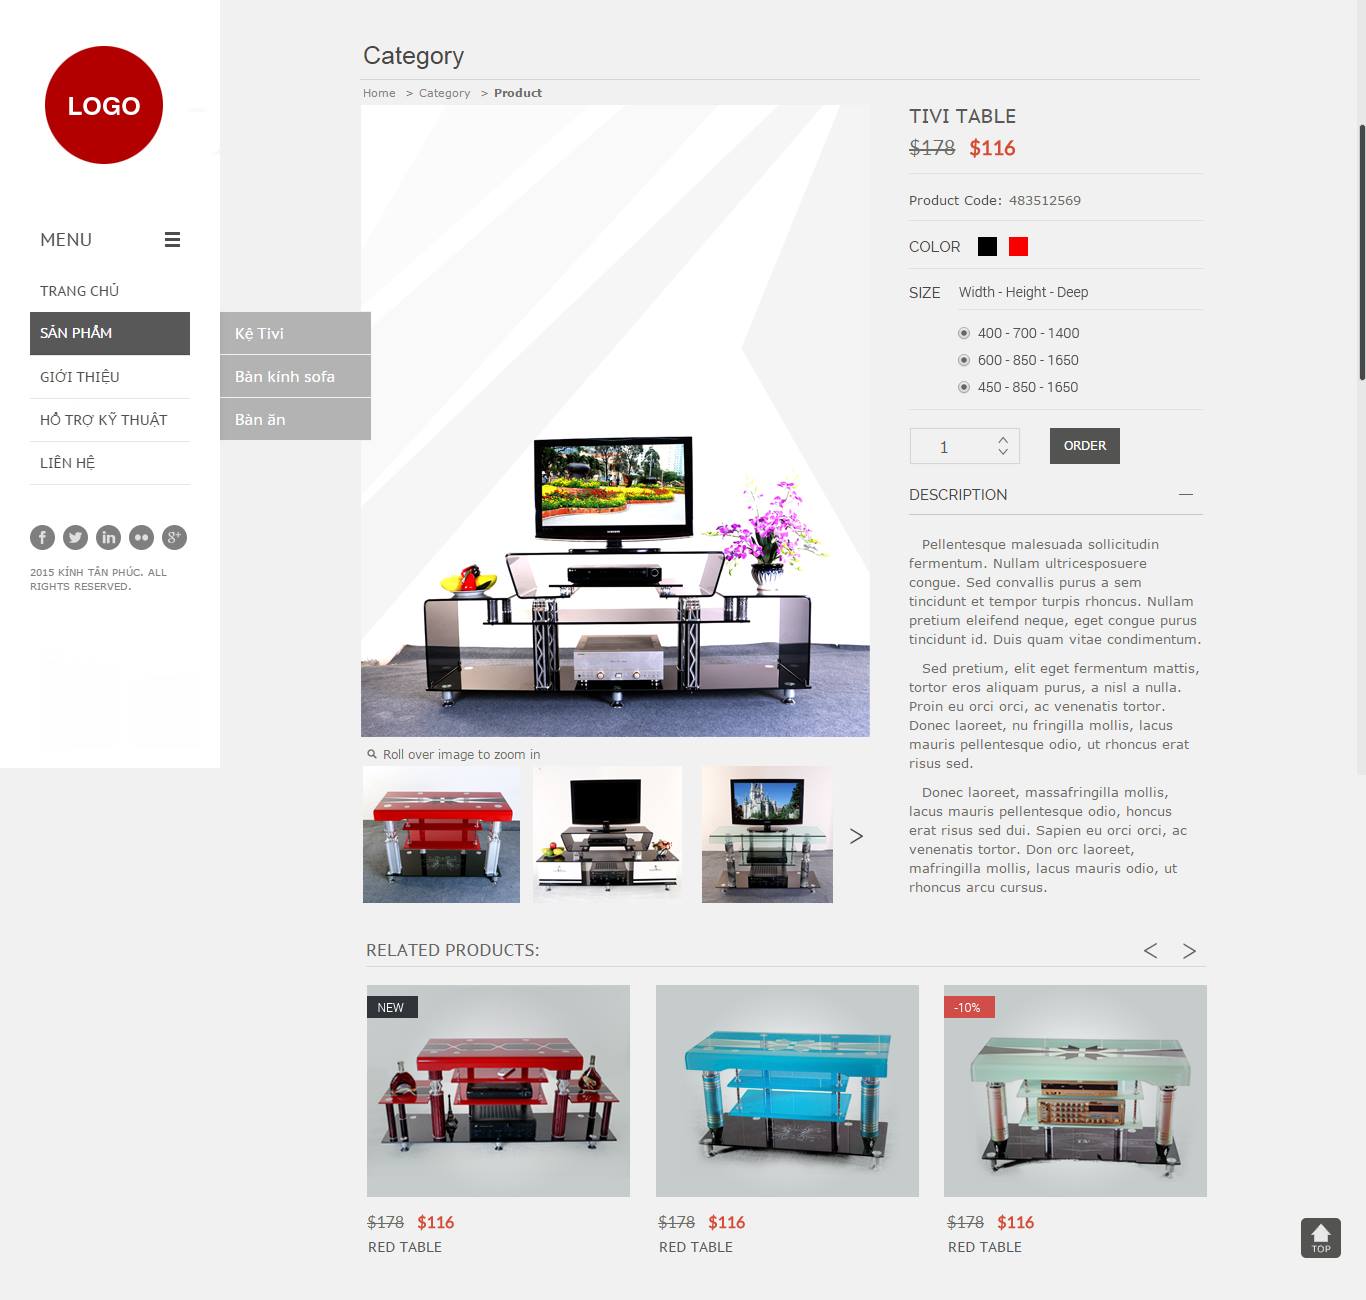 LOGO
MENU
TRANG CHỦ
SẢN PHẨM
GIỚI THIỆU
HỖ TRỢ KỸ THUẬT
LIÊN HỆ
Kệ Tivi
Bàn kính sofa
Bàn ăn
2015 KÍNH TÂN PHÚC. ALL
RIGHTS RESERVED.
Category
Home > Category > Product
TIVI TABLE
$178 $116
Product Code: 483512569
COLOR
SIZE Width - Height - Deep
400 - 700 - 1400
600 - 850 - 1650
450 - 850 - 1650
1 ORDER
DESCRIPTION
Pellentesque malesuada sollicitudin
fermentum. Nullam ultricesposuere
congue. Sed convallis purus a sem
tincidunt et tempor turpis rhoncus. Nullam
pretium eleifend neque, eget congue purus
tincidunt id. Duis quam vitae condimentum.
Sed pretium, elit eget fermentum mattis,
tortor eros aliquam purus, a nisl a nulla.
Proin eu orci orci, ac venenatis tortor.
Donec laoreet, nu fringilla mollis, lacus
mauris pellentesque odio, ut rhoncus erat
risus sed.
Donec laoreet, massafringilla mollis,
lacus mauris pellentesque odio, honcus
erat risus sed dui. Sapien eu orci orci, ac
venenatis tortor. Don orc laoreet,
mafringilla mollis, lacus mauris odio, ut
rhoncus arcu cursus.
Roll over image to zoom in
>
RELATED PRODUCTS: < >
NEW
-10%
$178 $116
RED TABLE
$178 $116
RED TABLE
$178 $116
RED TABLE
TOP